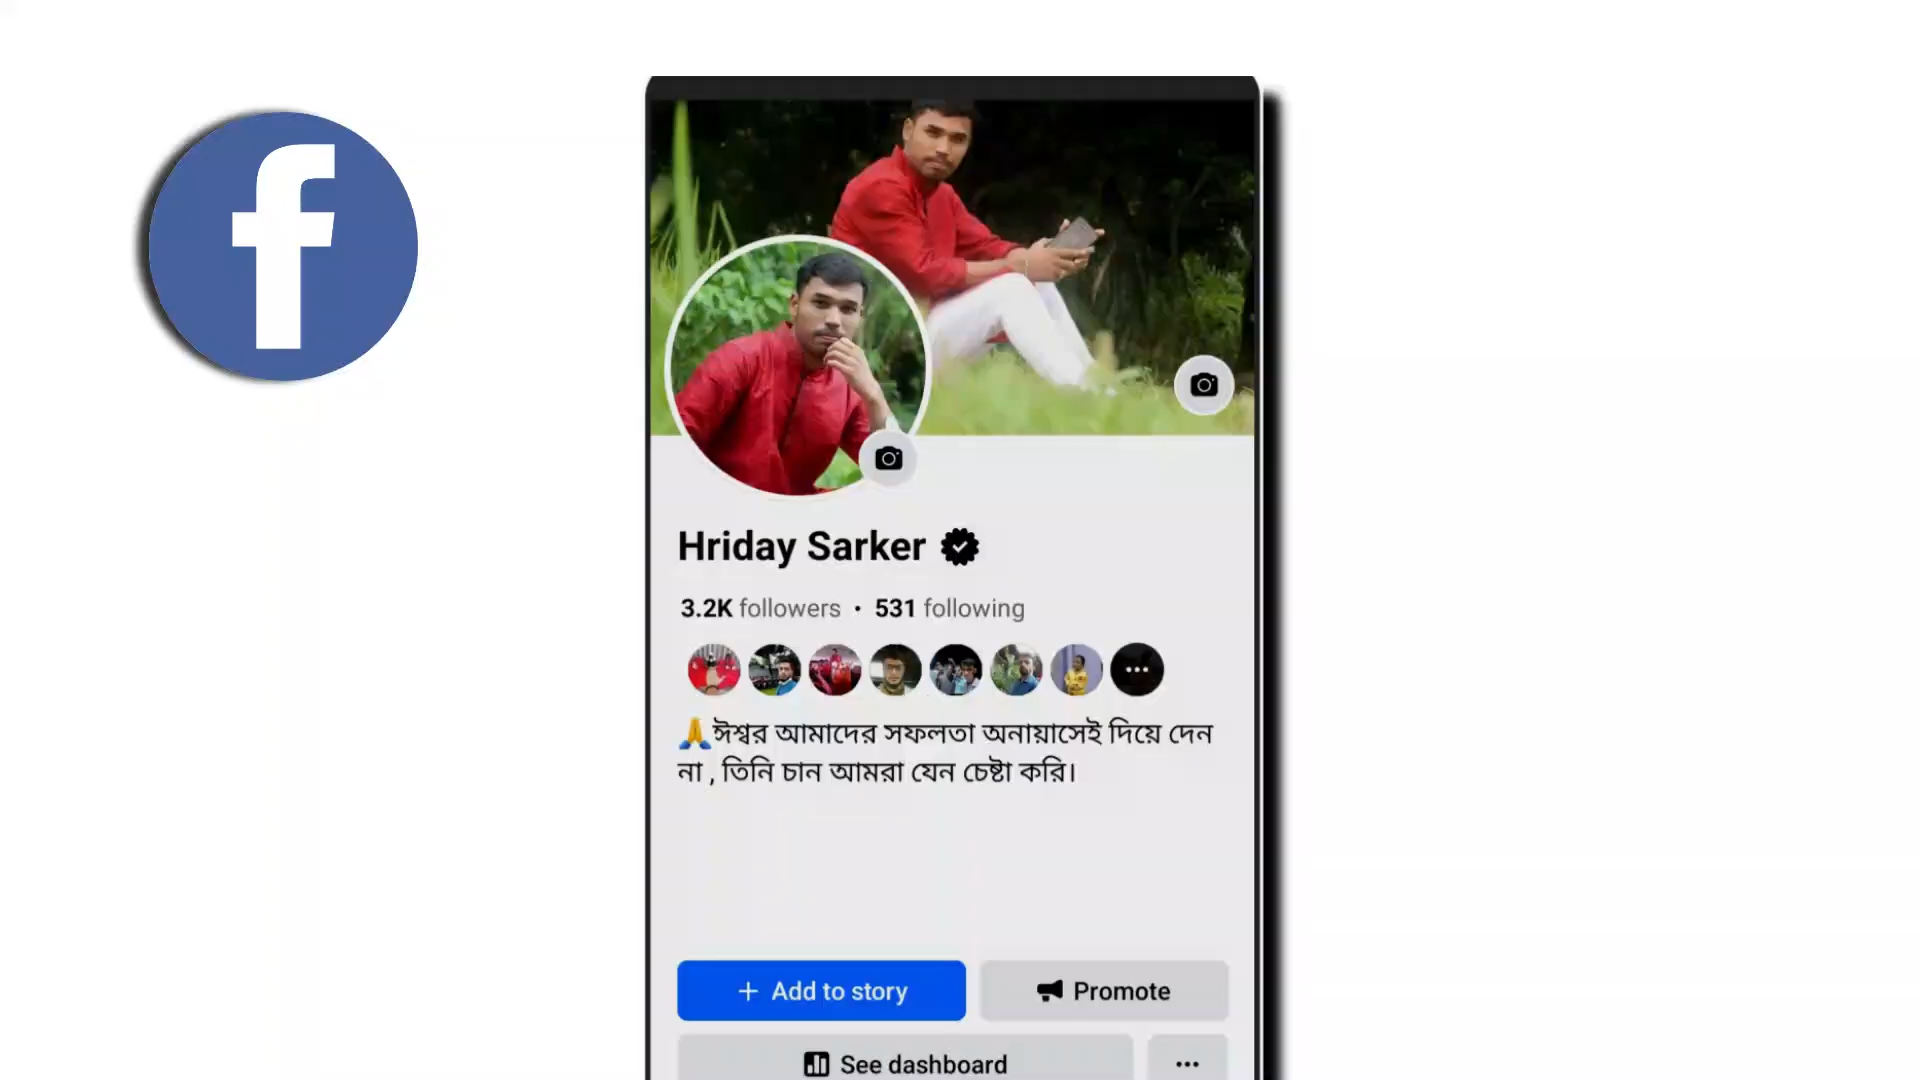 f
Hriday Sarker
3.2K followers • 531 following
🙏ঈশ্বর আমাদের সফলতা অনায়াসেই দিয়ে দেন
না , তিনি চান আমরা যেন চেষ্টা করি।
+ Add to story
Promote
See dashboard